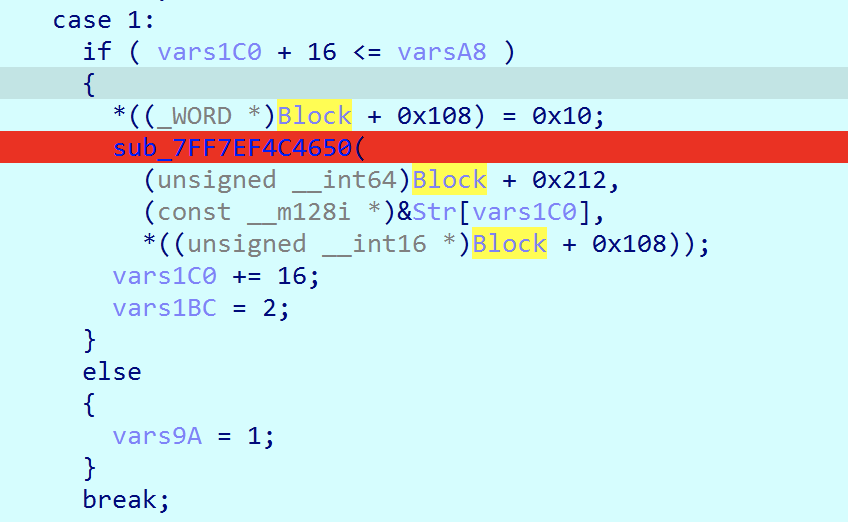 case 1:
if ( vars1C0 + 16 <= varsA8 )
{
*((_WORD *)Block + 0x108) = 0x10;
sub_7FF7EF4C4650(
(unsigned __int64)Block + 0x212,
(const __m128i *)&Str[vars1C0],
*((unsigned __int16 *)Block + 0x108));
vars1C0 += 16;
vars1BC = 2;
}
else
{
vars9A = 1;
}
break;